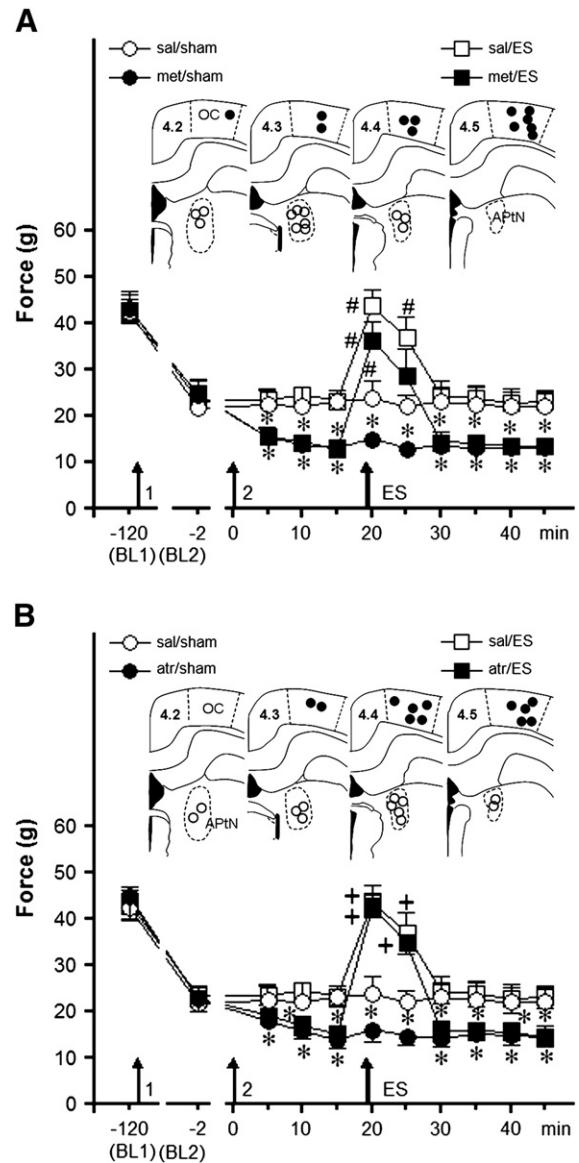 A
sal/sham
sal/ES
met/sham
met/ES
4.2 OC
4.3
4.4
4.5
APtN
Force (g)
60
50
40
30
20
10
0
# #
#
#
* * * * * * * * *
* * * * * *
1
2
ES
-120 -2 0 10 20 30 40 min
(BL1) (BL2)
B
sal/sham
sal/ES
atr/sham
atr/ES
4.2 OC
4.3
4.4
4.5
APtN
Force (g)
60
50
40
30
20
10
0
+ +
+
+
* * * * * * *
* * * * * * *
1
2
ES
-120 -2 0 10 20 30 40 min
(BL1) (BL2)